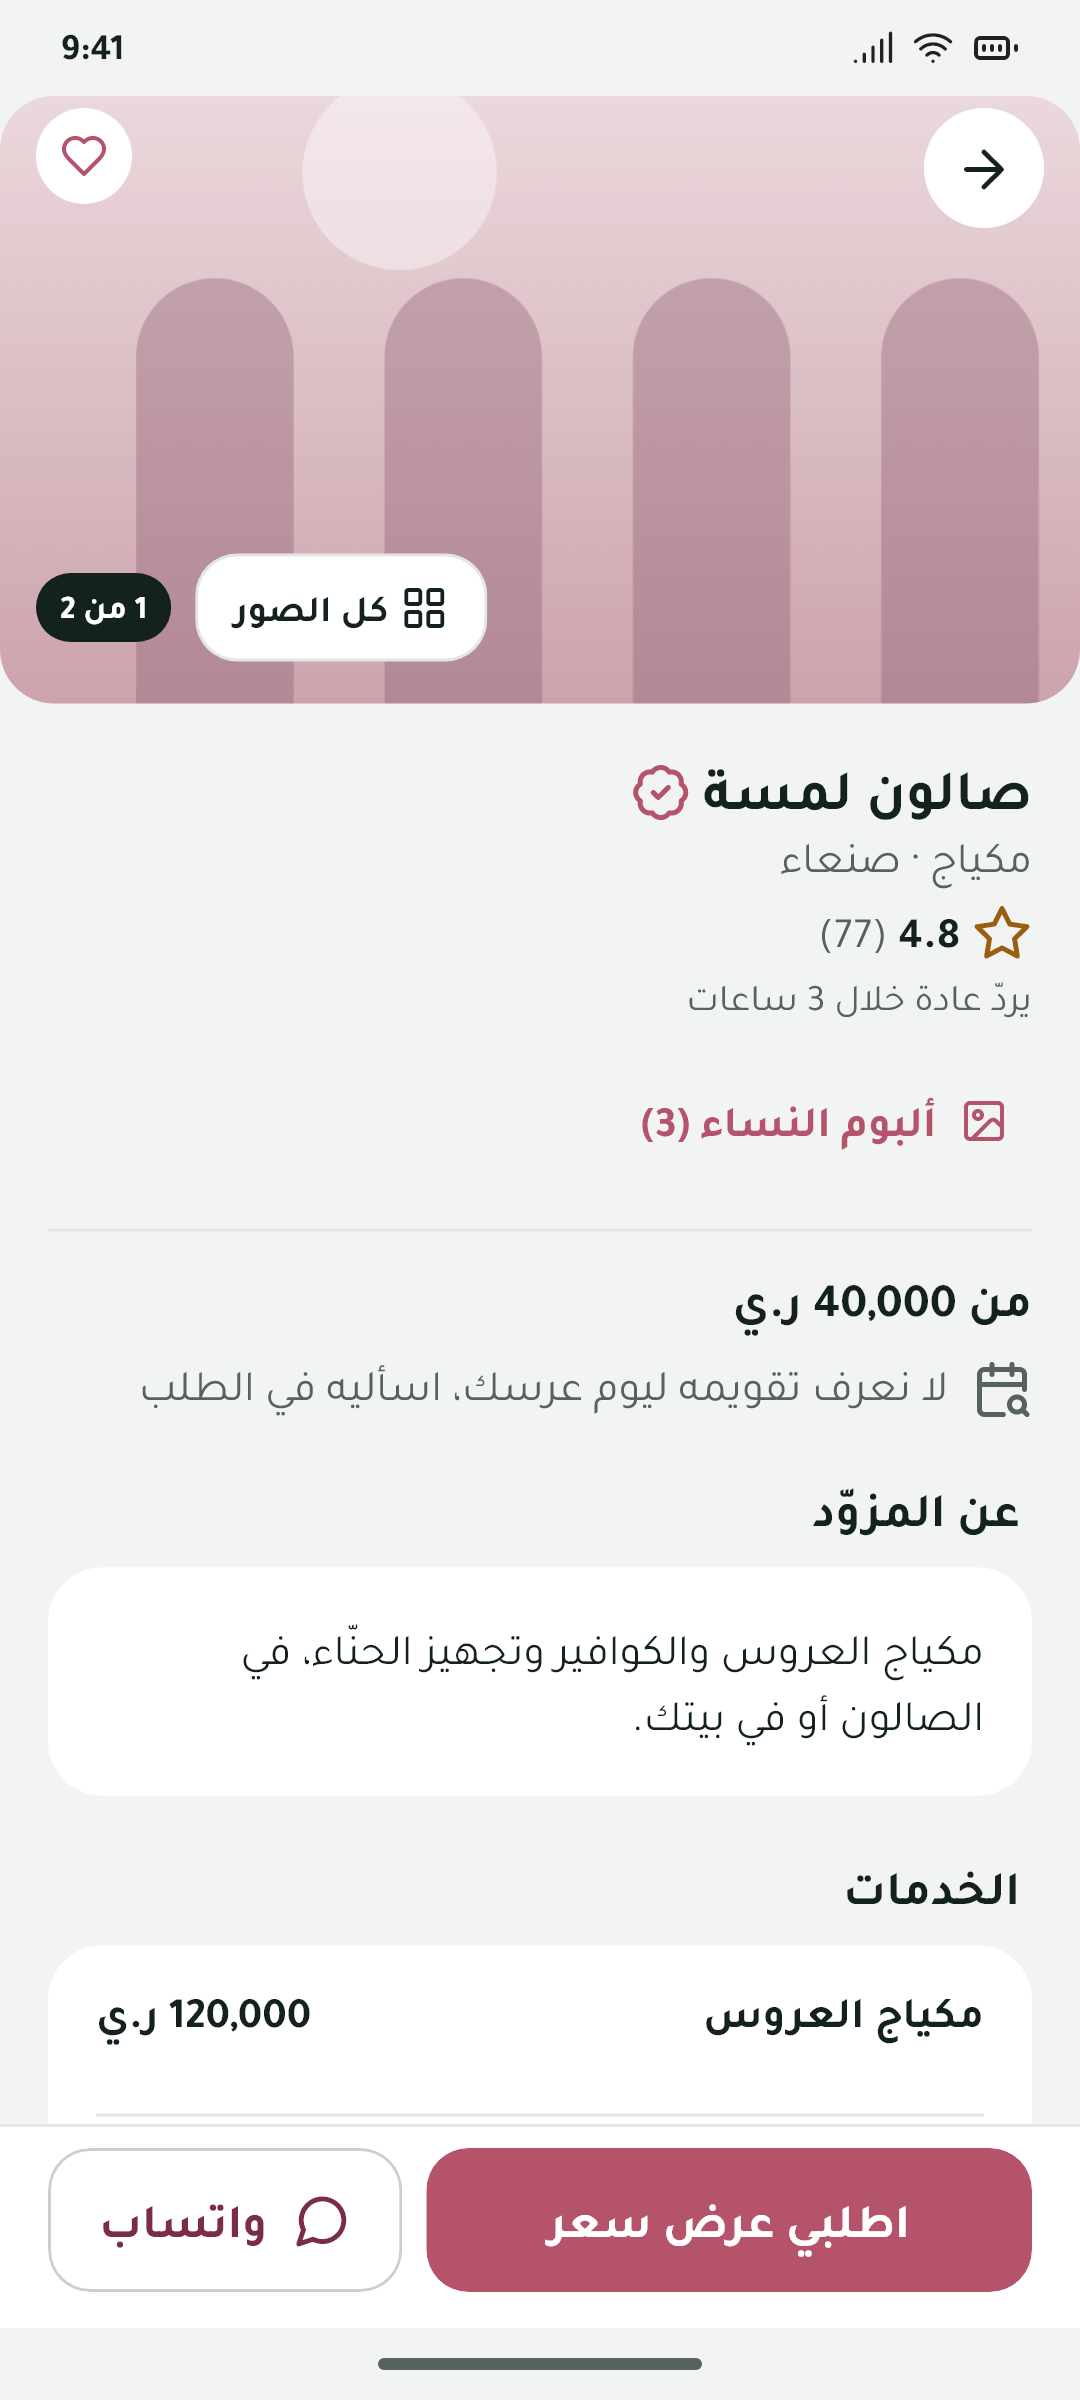 9:41
كل الصور
1 من 2
صالون لمسة
مكياج · صنعاء
4.8 (77)
يردّ عادة خلال 3 ساعات
ألبوم النساء (3)
من 40,000 ر.ي
لا نعرف تقويمه ليوم عرسك، اسأليه في الطلب
عن المزوّد
مكياج العروس والكوافير وتجهيز الحنّاء، في
الصالون أو في بيتك.
الخدمات
مكياج العروس 120,000 ر.ي
اطلبي عرض سعر
واتساب